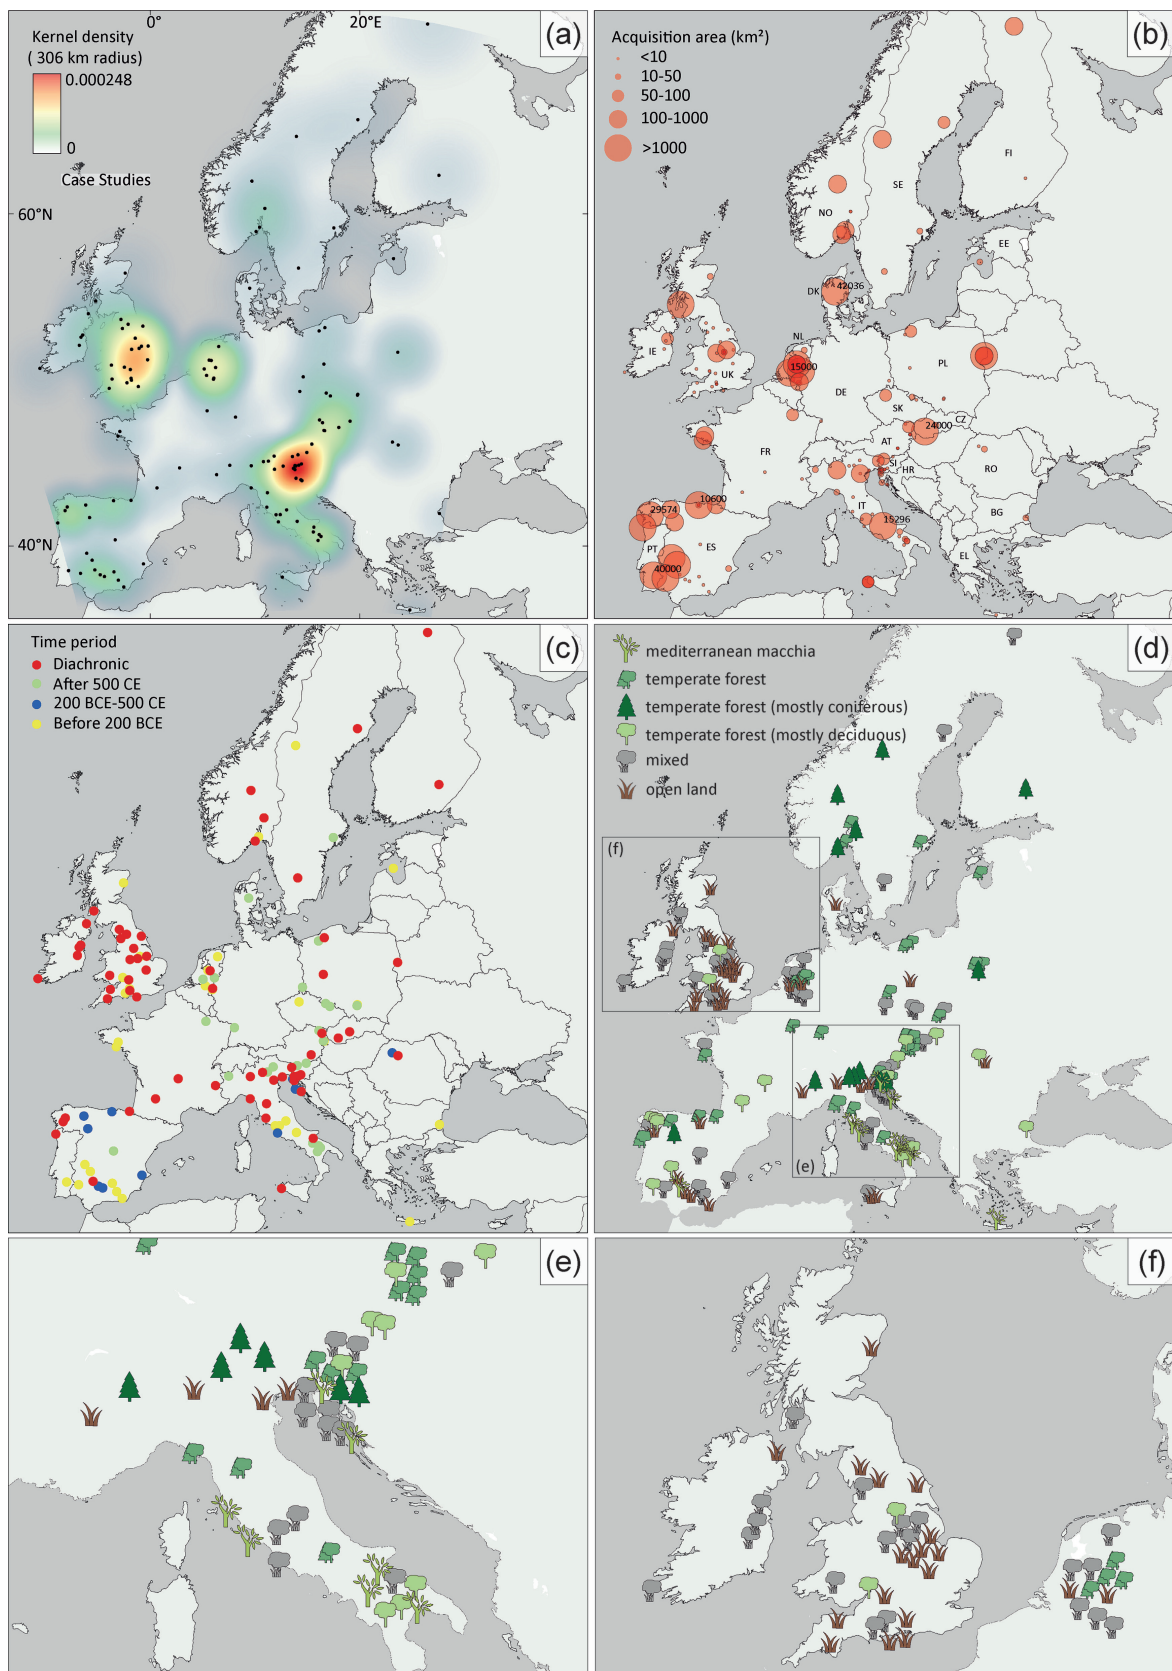 0°
20°E
(a)
Kernel density
( 306 km radius)
0.000248
0
Case Studies
60°N
40°N
(b)
Acquisition area (km²)
<10
10-50
50-100
100-1000
>1000
FI
SE
NO
EE
DK
42036
NL
IE
15000
PL
UK
DE
SK
CZ
24000
AT
FR
SI
HR
RO
10600
IT
29574
15296
BG
PT
ES
EL
40000
(c)
Time period
Diachronic
After 500 CE
200 BCE-500 CE
Before 200 BCE
(d)
mediterranean macchia
temperate forest
temperate forest (mostly coniferous)
temperate forest (mostly deciduous)
mixed
open land
(f)
(e)
(e)
(f)